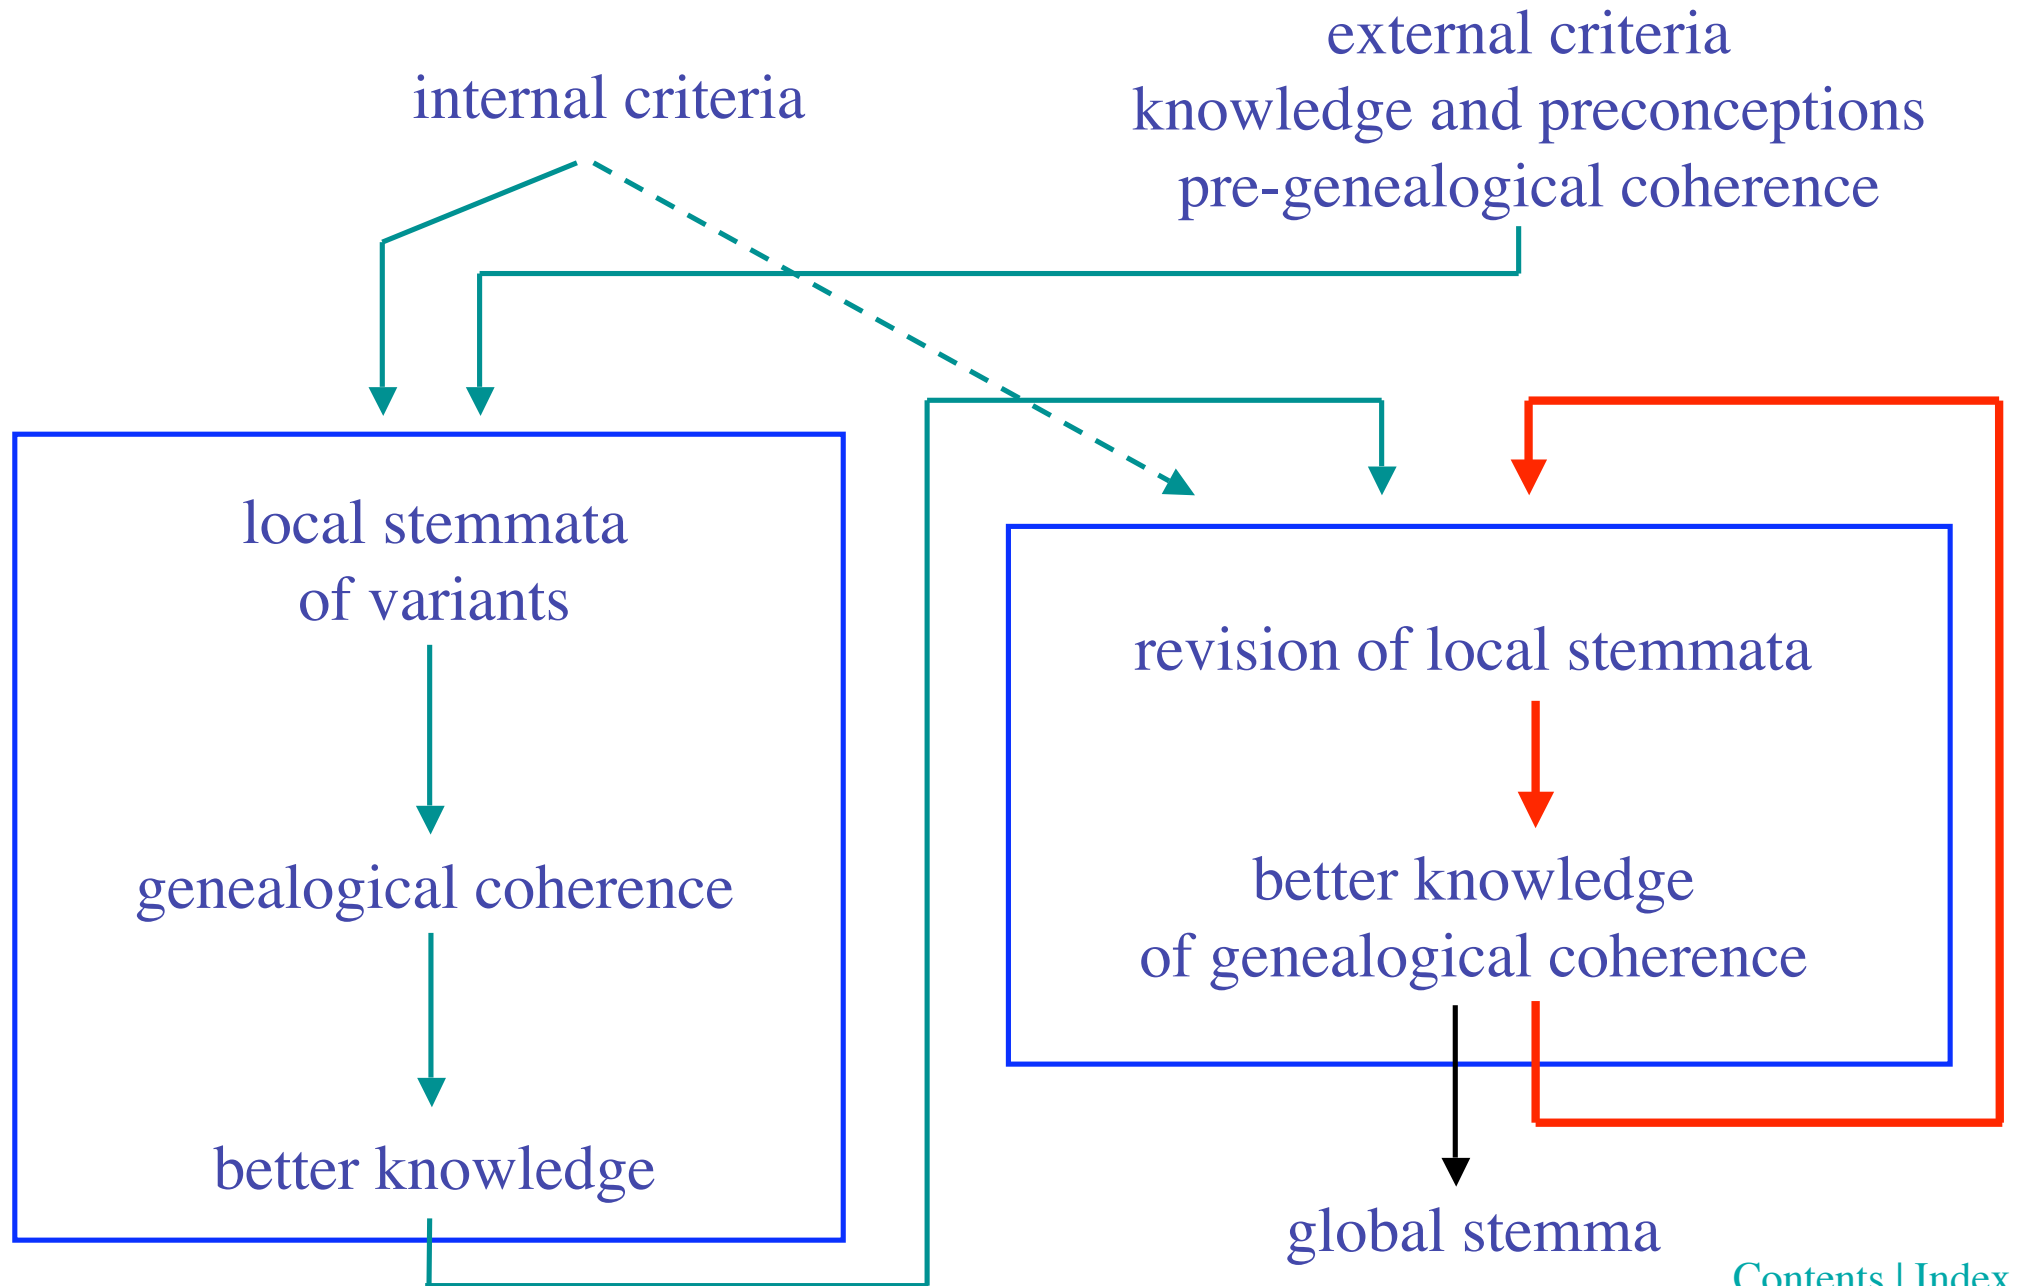 internal criteria
external criteria
knowledge and preconceptions
pre-genealogical coherence
local stemmata
of variants
genealogical coherence
better knowledge
revision of local stemmata
better knowledge
of genealogical coherence
global stemma
Contents | Index